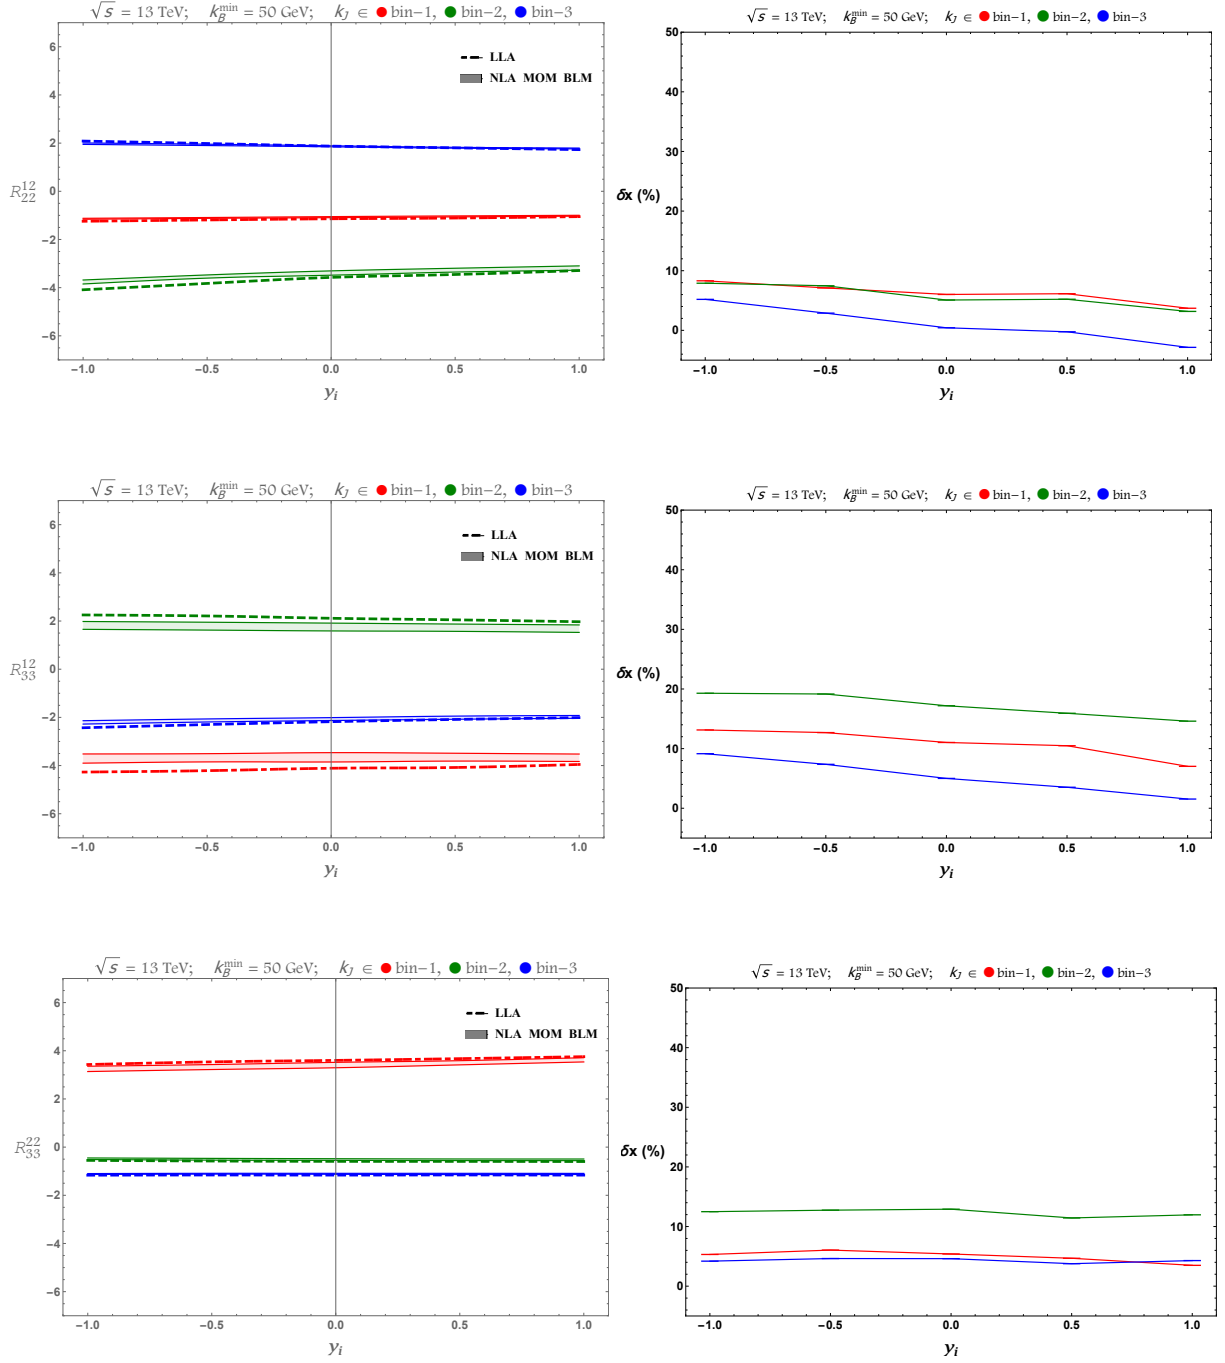 √s = 13 TeV; k_B^min = 50 GeV; k_J ∈ ● bin−1, ● bin−2, ● bin−3
LLA
NLA MOM BLM
R_22^12
6
4
2
0
−2
−4
−6
−1.0 −0.5 0.0 0.5 1.0
y_i
√s = 13 TeV; k_B^min = 50 GeV; k_J ∈ ● bin−1, ● bin−2, ● bin−3
δx (%)
50
40
30
20
10
0
−1.0 −0.5 0.0 0.5 1.0
y_i
√s = 13 TeV; k_B^min = 50 GeV; k_J ∈ ● bin−1, ● bin−2, ● bin−3
LLA
NLA MOM BLM
R_33^12
6
4
2
0
−2
−4
−6
−1.0 −0.5 0.0 0.5 1.0
y_i
√s = 13 TeV; k_B^min = 50 GeV; k_J ∈ ● bin−1, ● bin−2, ● bin−3
δx (%)
50
40
30
20
10
0
−1.0 −0.5 0.0 0.5 1.0
y_i
√s = 13 TeV; k_B^min = 50 GeV; k_J ∈ ● bin−1, ● bin−2, ● bin−3
LLA
NLA MOM BLM
R_33^22
6
4
2
0
−2
−4
−6
−1.0 −0.5 0.0 0.5 1.0
y_i
√s = 13 TeV; k_B^min = 50 GeV; k_J ∈ ● bin−1, ● bin−2, ● bin−3
δx (%)
50
40
30
20
10
0
−1.0 −0.5 0.0 0.5 1.0
y_i